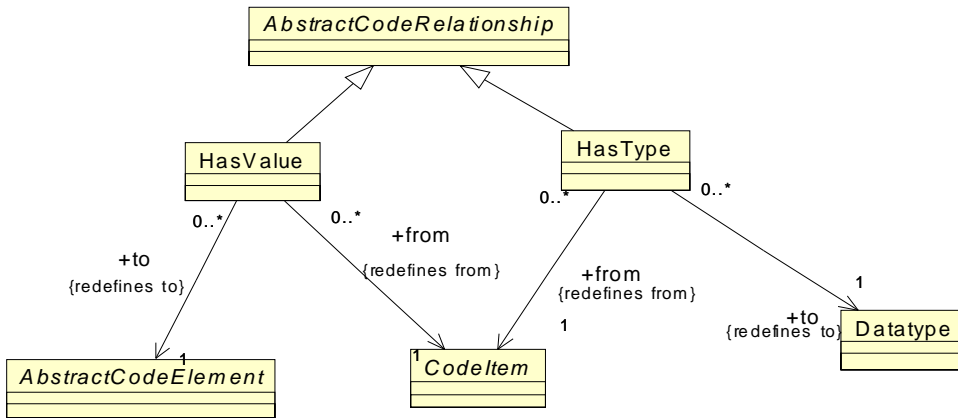 AbstractCodeRelationship
HasValue
HasType
0..*
0..*
0..*
0..*
+to
{redefines to}
+from
{redefines from}
+from
{redefines from}
1
1
+to
{redefines to}
Datatype
1
AbstractCodeElement
1
CodeItem